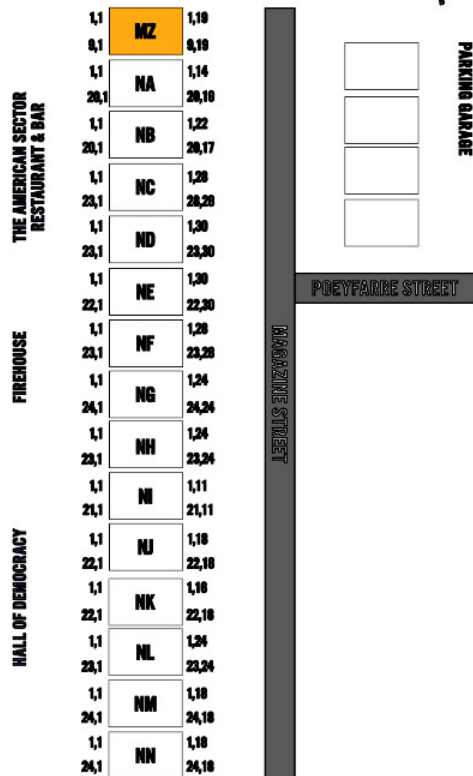 1,1 1,19
MZ
9,1 9,19
1,1 1,14
NA
20,1
1,1 1,22
NB
20,1 20,17
1,1 1,28
NC
23,1
1,1 1,30
ND
23,1 23,30
1,1 1,30
NE
22,1 22,30
1,1 1,28
NF
23,1 23,28
1,1 1,24
NG
24,1 24,24
1,1 1,24
NH
23,1 23,24
1,1 1,11
NI
21,1 21,11
1,1 1,18
NJ
22,1 22,18
1,1 1,16
NK
22,1 22,18
1,1 1,24
NL
23,1 23,24
1,1 1,18
NM
24,1 24,18
1,1 1,18
NN
24,1 24,18
THE AMERICAN SECTOR
RESTAURANT & BAR
FIREHOUSE
HALL OF DEMOCRACY
MAGAZINE STREET
POEYFARRE STREET
PARKING GARAGE